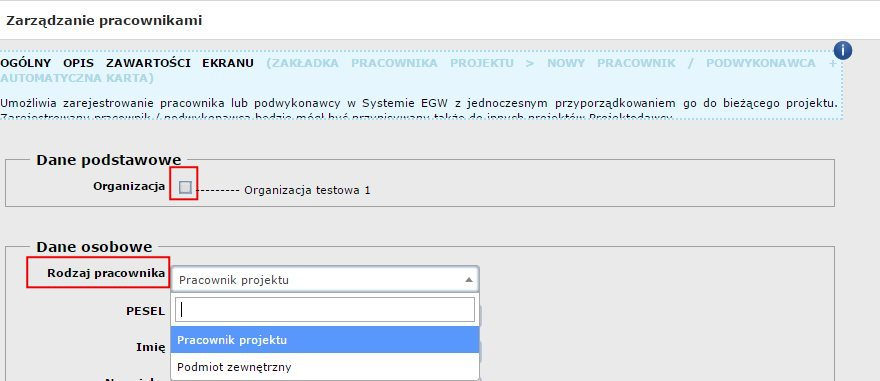 Zarządzanie pracownikami
i
OGÓLNY OPIS ZAWARTOŚCI EKRANU (ZAKŁADKA PRACOWNIKA PROJEKTU > NOWY PRACOWNIK / PODWYKONAWCA +
AUTOMATYCZNA KARTA)
Umożliwia zarejestrowanie pracownika lub podwykonawcy w Systemie EGW z jednoczesnym przyporządkowaniem go do bieżącego projektu.
Zarejestrowany pracownik / podwykonawca będzie mógł być przypisywany także do innych projektów Projektodawcy.
Dane podstawowe
Organizacja --------- Organizacja testowa 1
Dane osobowe
Rodzaj pracownika Pracownik projektu
PESEL
Pracownik projektu
Imię
Podmiot zewnętrzny